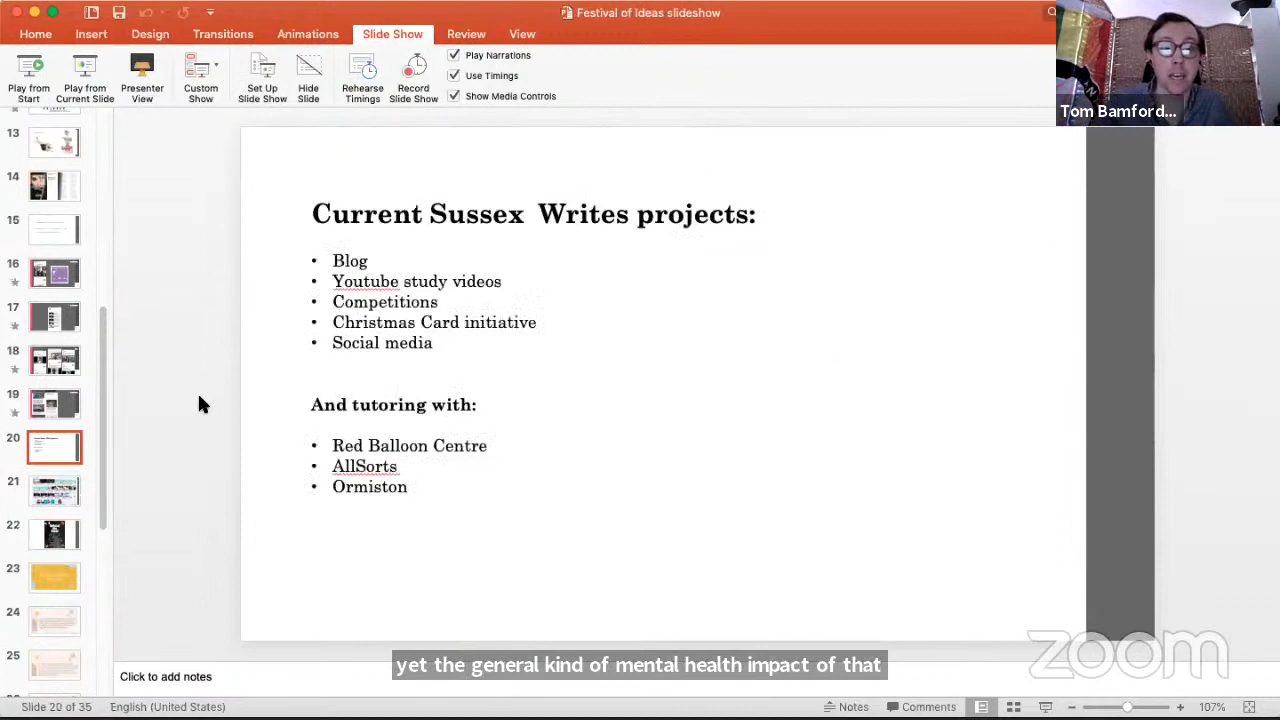 Festival of Ideas slideshow
Home Insert Design Transitions Animations Slide Show Review View
Play from Start
Play from Current Slide
Presenter View
Custom Show
Set Up Slide Show
Hide Slide
Rehearse Timings
Record Slide Show
Play Narrations
Use Timings
Show Media Controls
Tom Bamford...
13
14
15
16
17
18
19
20
21
22
23
24
25
Current Sussex Writes projects:
• Blog
• Youtube study videos
• Competitions
• Christmas Card initiative
• Social media
And tutoring with:
• Red Balloon Centre
• AllSorts
• Ormiston
zoom
yet the general kind of mental health impact of that
Click to add notes
Slide 20 of 35 English (United States) Notes Comments 107%